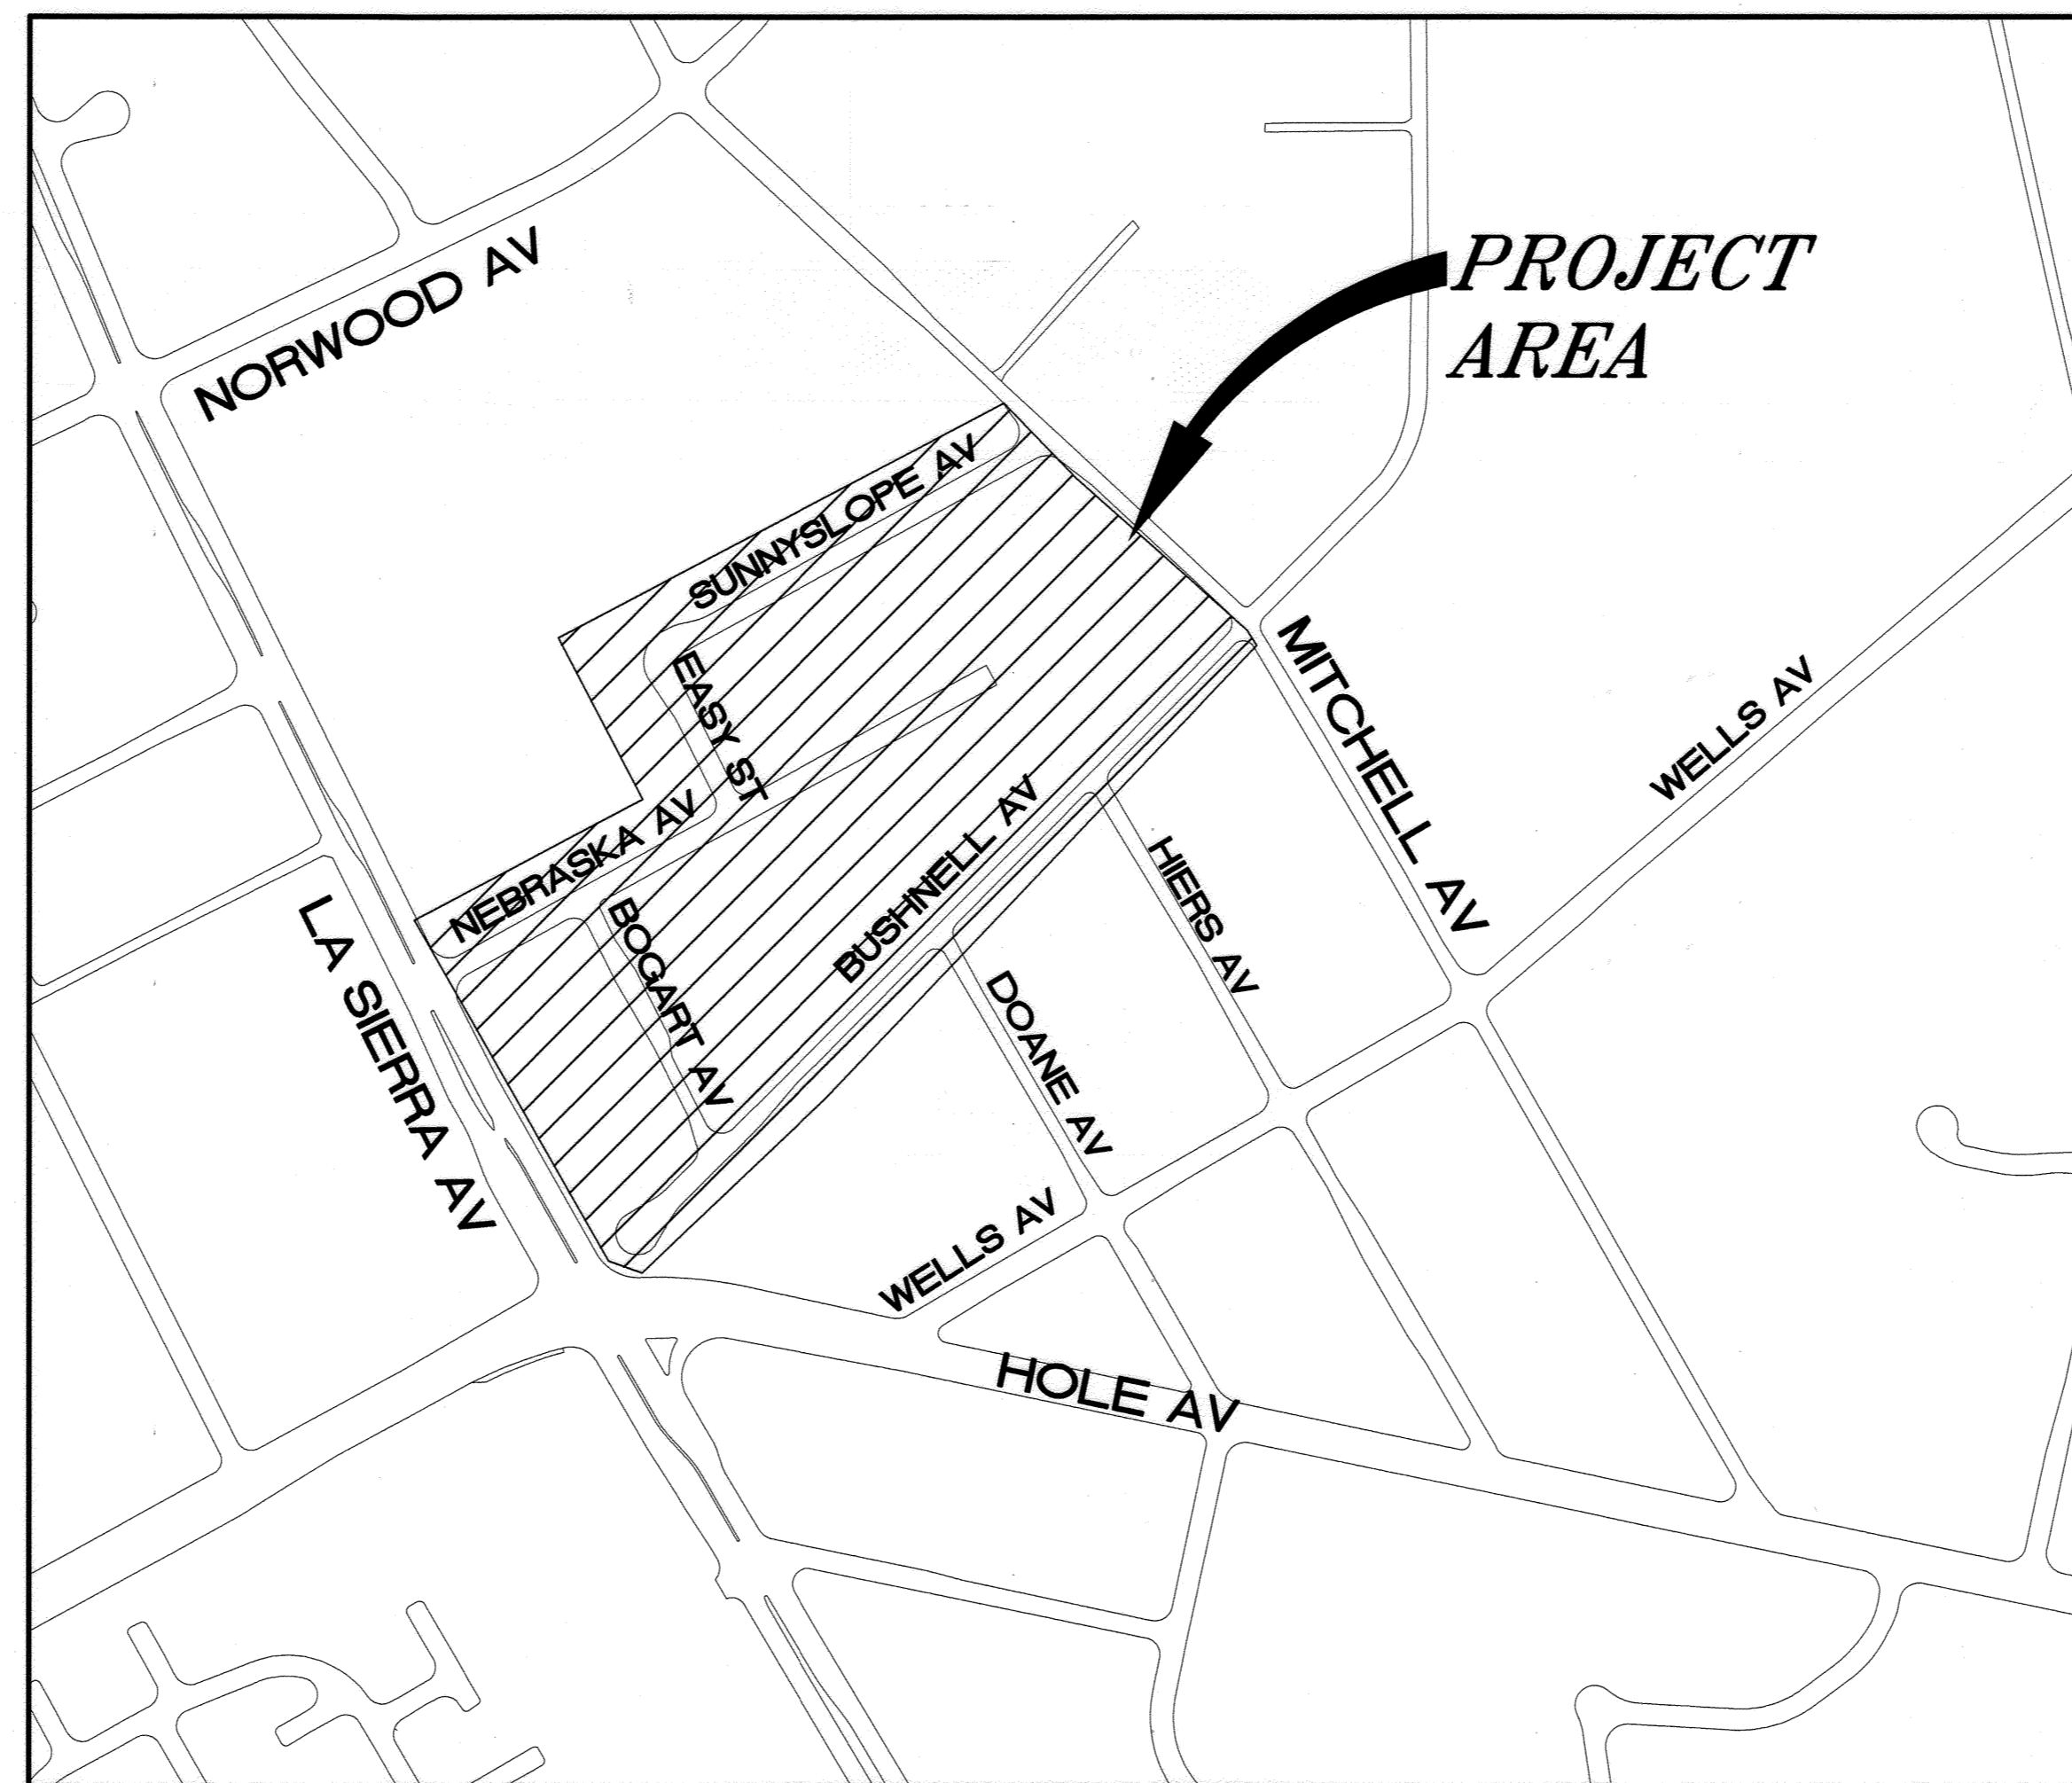 PROJECT
AREA
NORWOOD AV
SUNNYSLOPE AV
EASY ST
MITCHELL AV
WELLS AV
NEBRASKA AV
BUSHNELL AV
HIERS AV
LA SIERRA AV
BOGART AV
DOANE AV
WELLS AV
HOLE AV